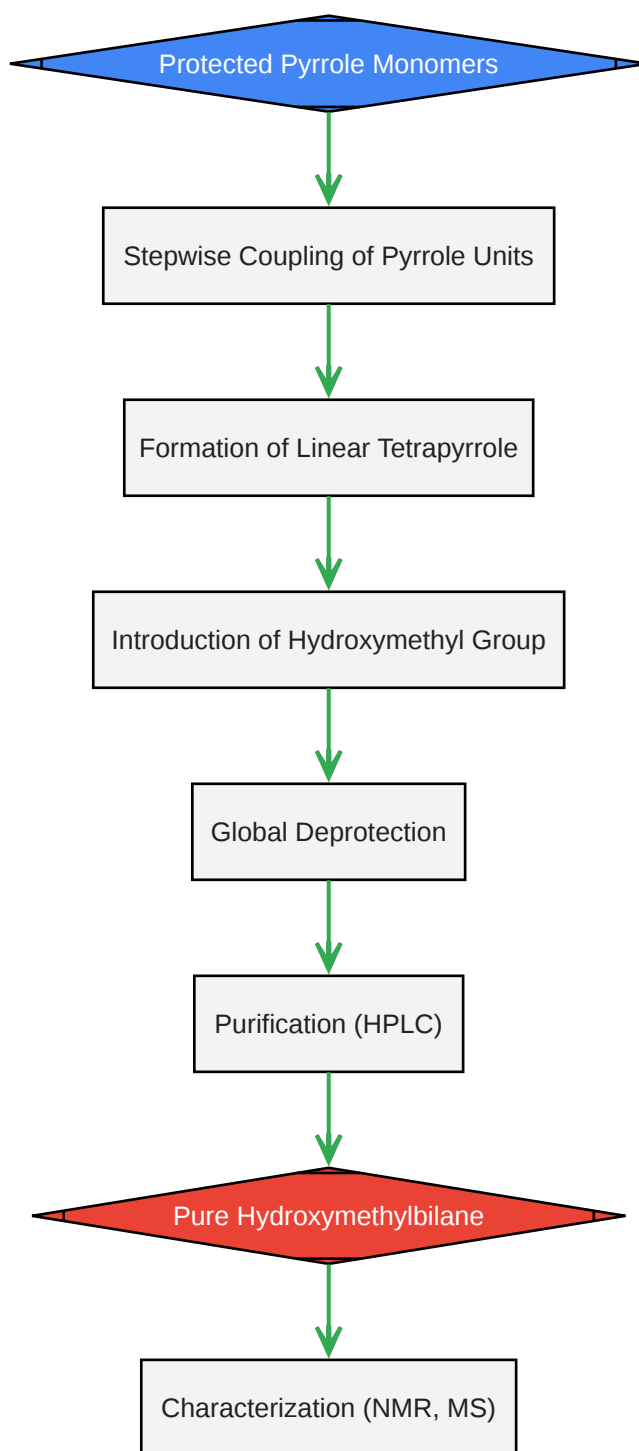 Protected Pyrrole Monomers
Stepwise Coupling of Pyrrole Units
Formation of Linear Tetrapyrrole
Introduction of Hydroxymethyl Group
Global Deprotection
Purification (HPLC)
Pure Hydroxymethylbilane
Characterization (NMR, MS)